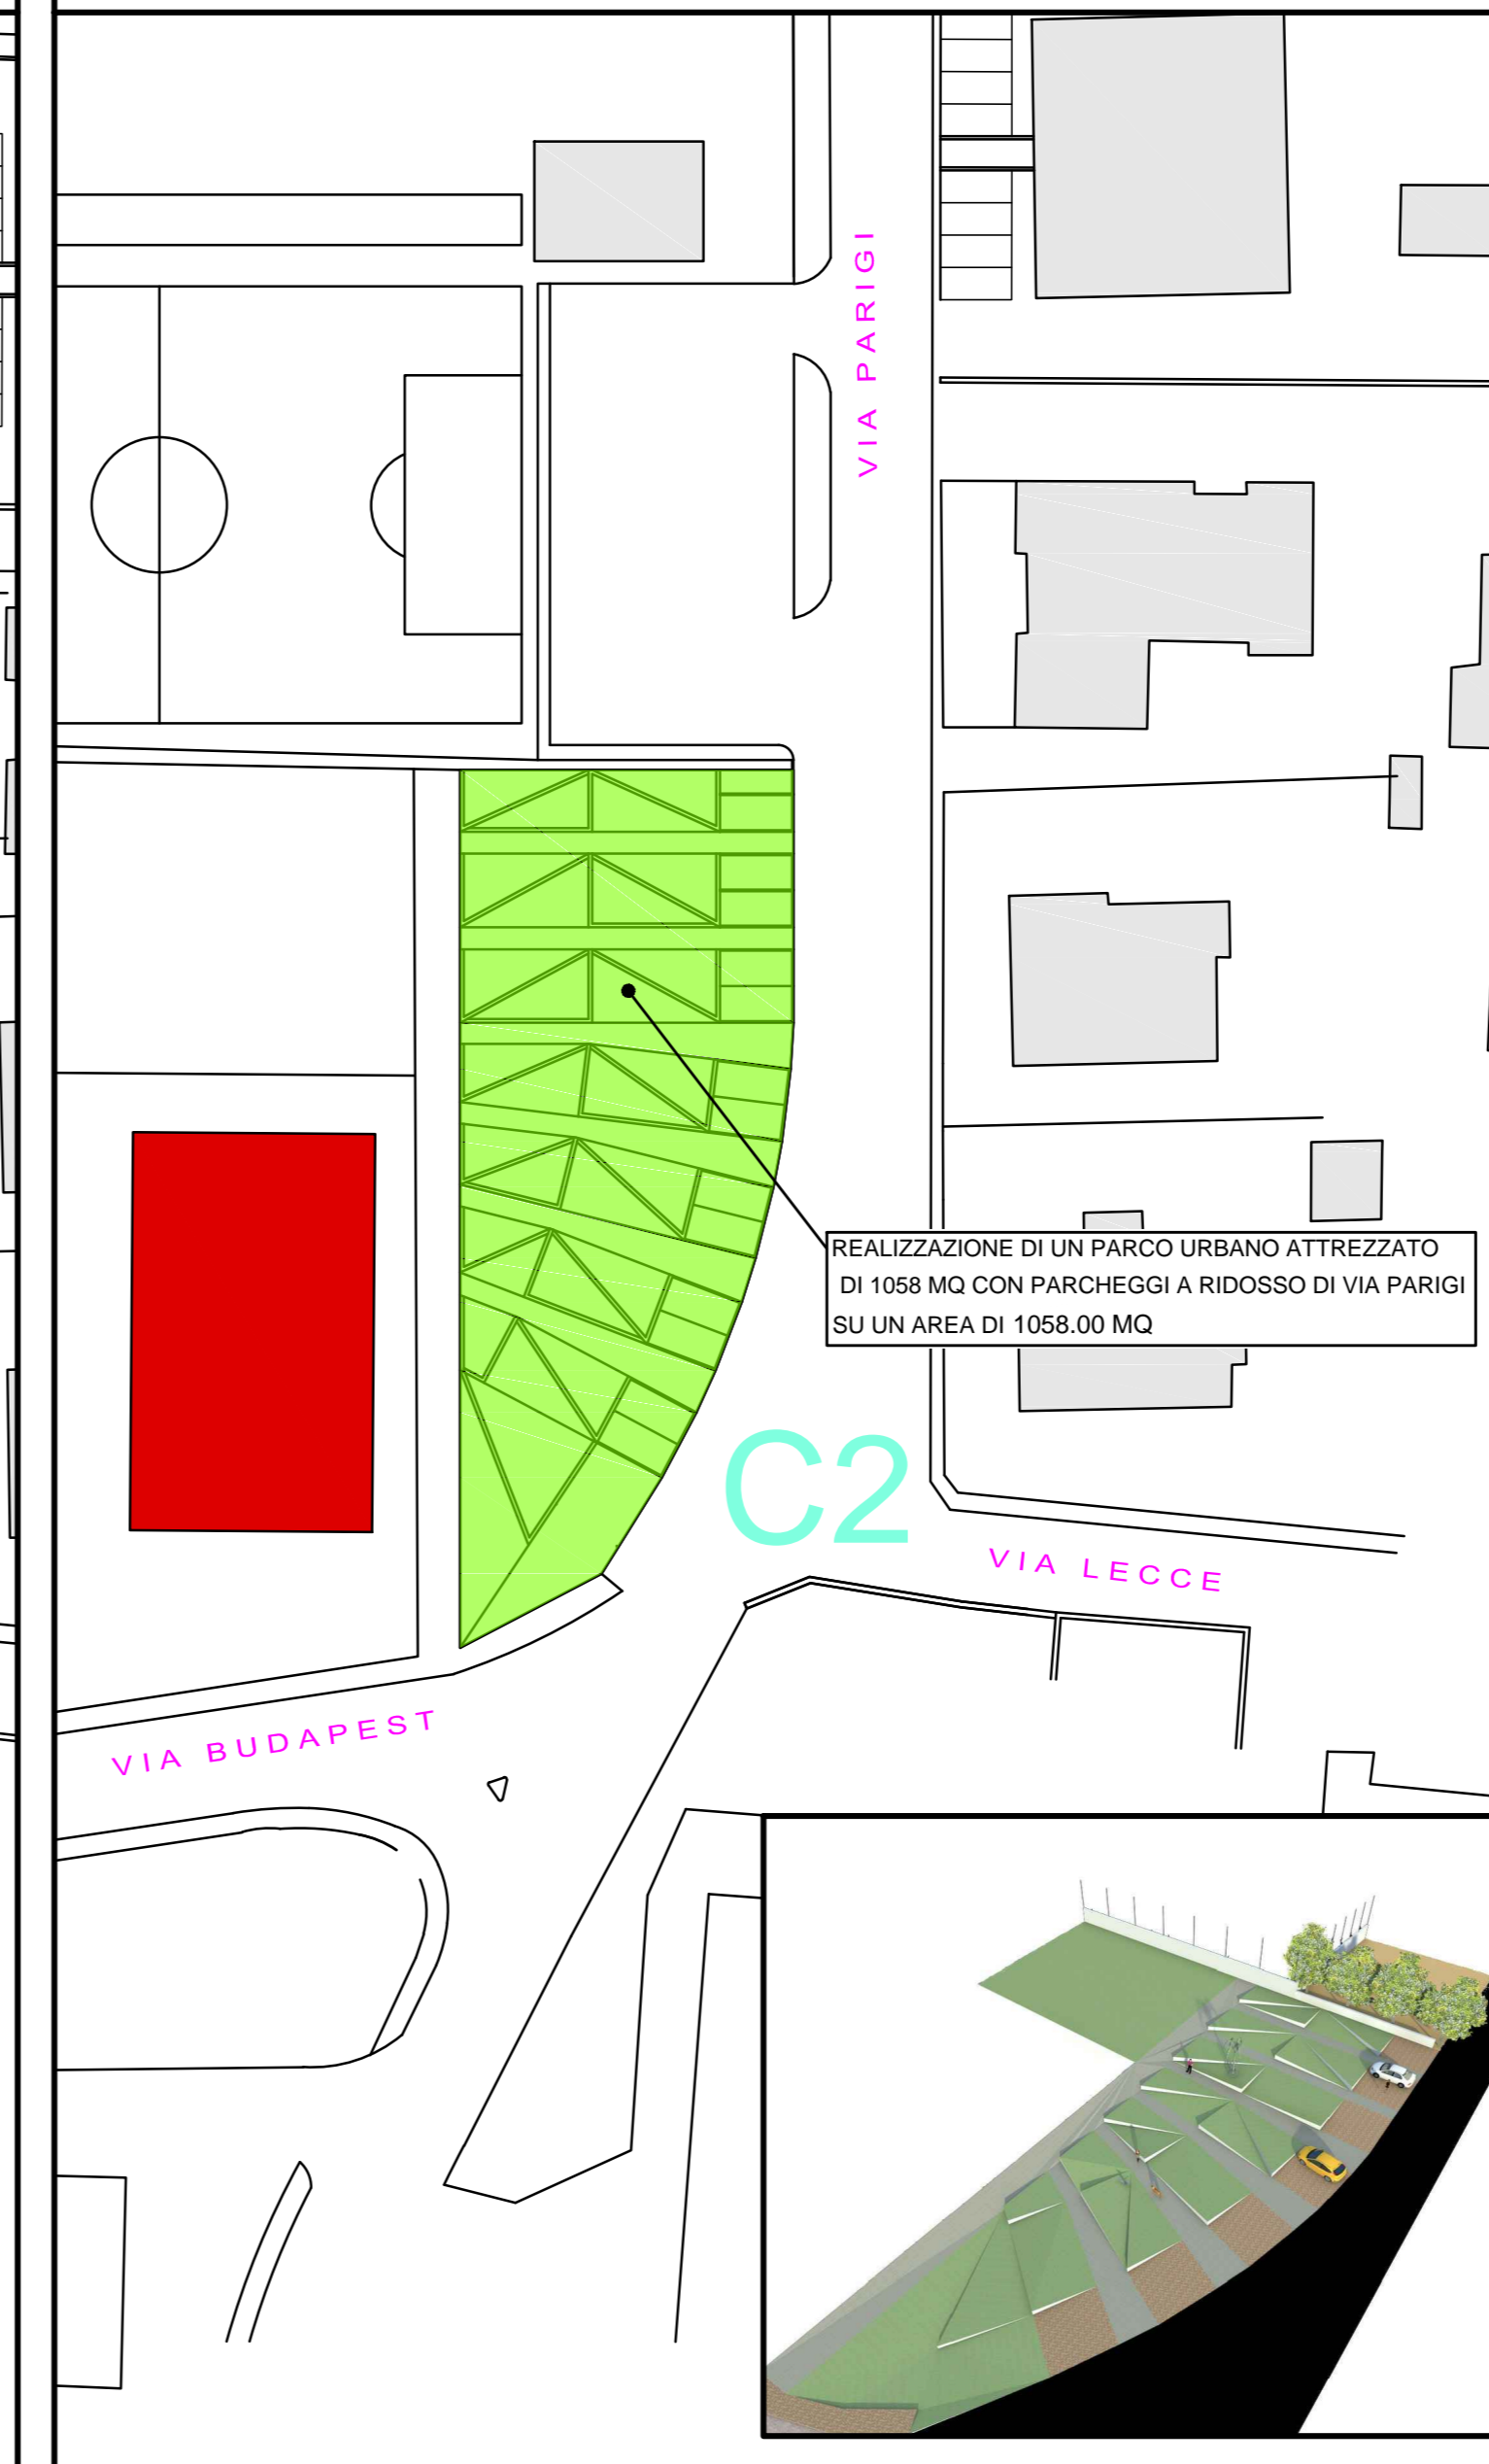 VIA PARIGI
REALIZZAZIONE DI UN PARCO URBANO ATTREZZATO
DI 1058 MQ CON PARCHEGGI A RIDOSSO DI VIA PARIGI
SU UN AREA DI 1058.00 MQ
C2
VIA LECCE
VIA BUDAPEST